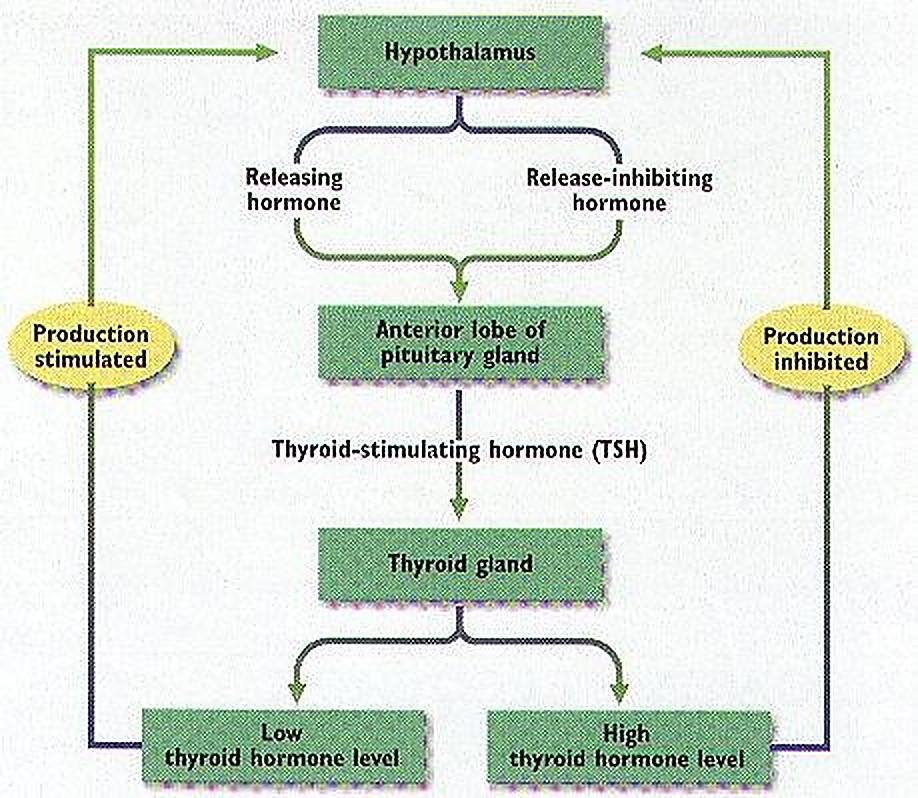 Hypothalamus
Releasing
hormone
Release-inhibiting
hormone
Production
stimulated
Anterior lobe of
pituitary gland
Production
inhibited
Thyroid-stimulating hormone (TSH)
Thyroid gland
Low
thyroid hormone level
High
thyroid hormone level